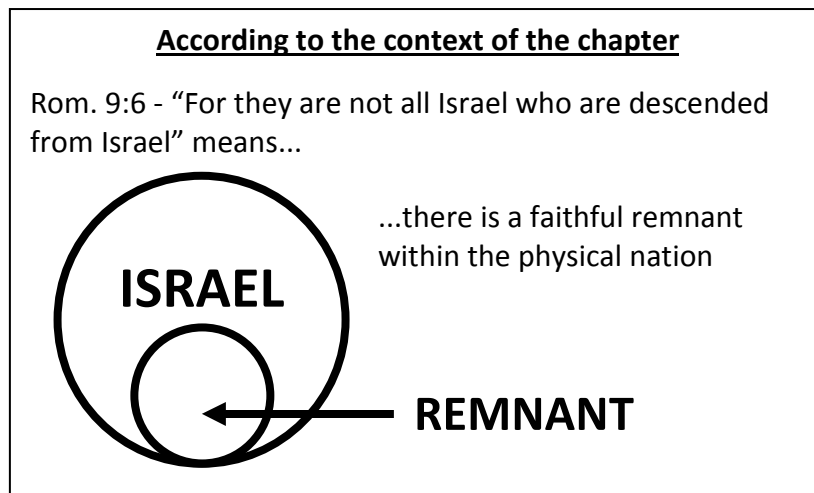 According to the context of the chapter
Rom. 9:6 - “For they are not all Israel who are descended
from Israel” means...
...there is a faithful remnant
within the physical nation
ISRAEL
REMNANT